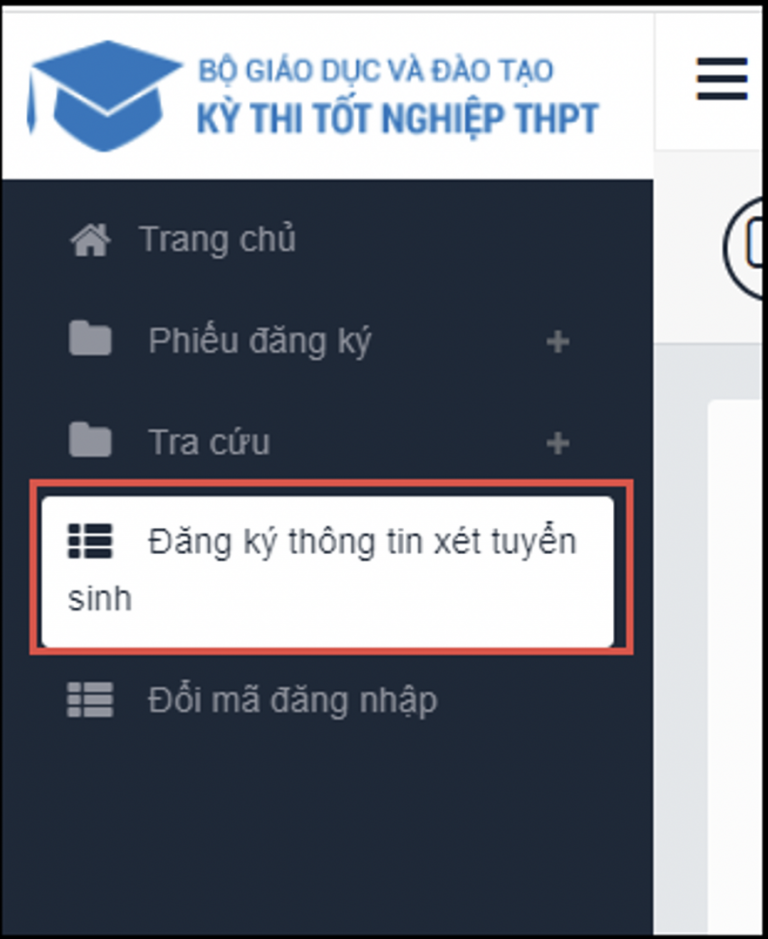 BỘ GIÁO DỤC VÀ ĐÀO TẠO
KỲ THI TỐT NGHIỆP THPT
Trang chủ
Phiếu đăng ký +
Tra cứu +
Đăng ký thông tin xét tuyển
sinh
Đổi mã đăng nhập